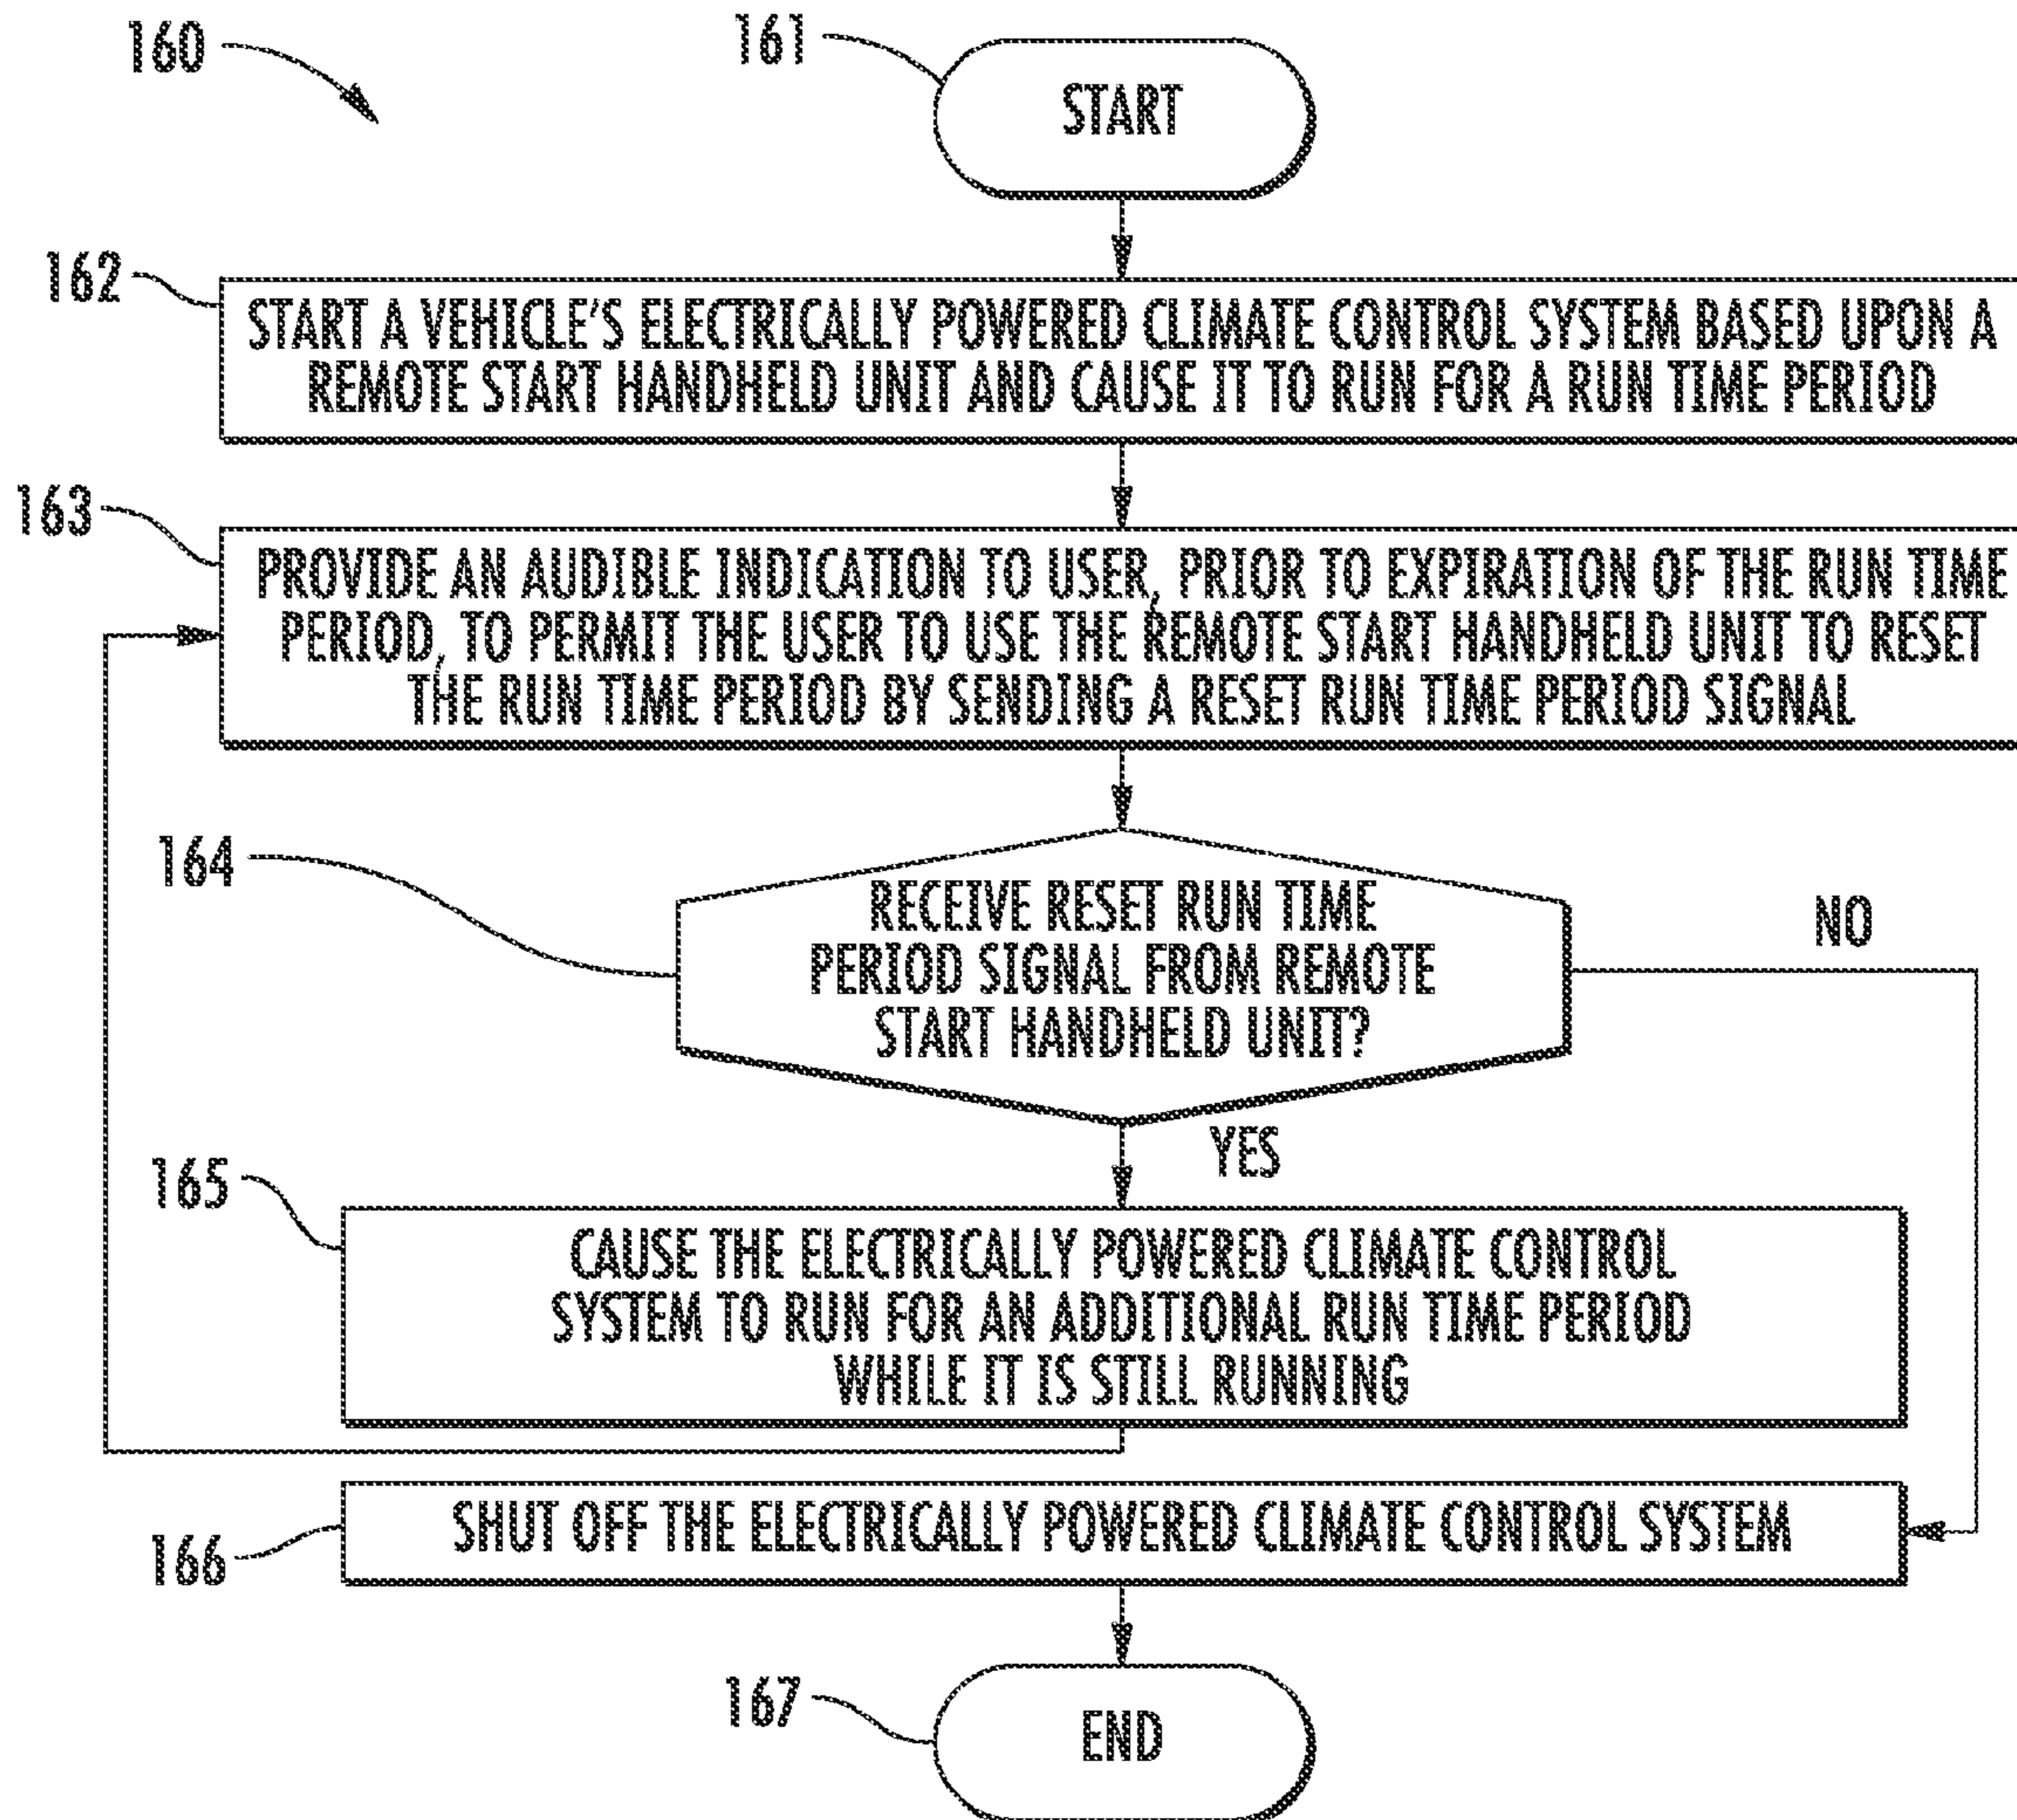 160
161
START
162
START A VEHICLE'S ELECTRICALLY POWERED CLIMATE CONTROL SYSTEM BASED UPON A
REMOTE START HANDHELD UNIT AND CAUSE IT TO RUN FOR A RUN TIME PERIOD
163
PROVIDE AN AUDIBLE INDICATION TO USER, PRIOR TO EXPIRATION OF THE RUN TIME
PERIOD, TO PERMIT THE USER TO USE THE REMOTE START HANDHELD UNIT TO RESET
THE RUN TIME PERIOD BY SENDING A RESET RUN TIME PERIOD SIGNAL
164
RECEIVE RESET RUN TIME
PERIOD SIGNAL FROM REMOTE
START HANDHELD UNIT?
NO
YES
165
CAUSE THE ELECTRICALLY POWERED CLIMATE CONTROL
SYSTEM TO RUN FOR AN ADDITIONAL RUN TIME PERIOD
WHILE IT IS STILL RUNNING
166
SHUT OFF THE ELECTRICALLY POWERED CLIMATE CONTROL SYSTEM
167
END